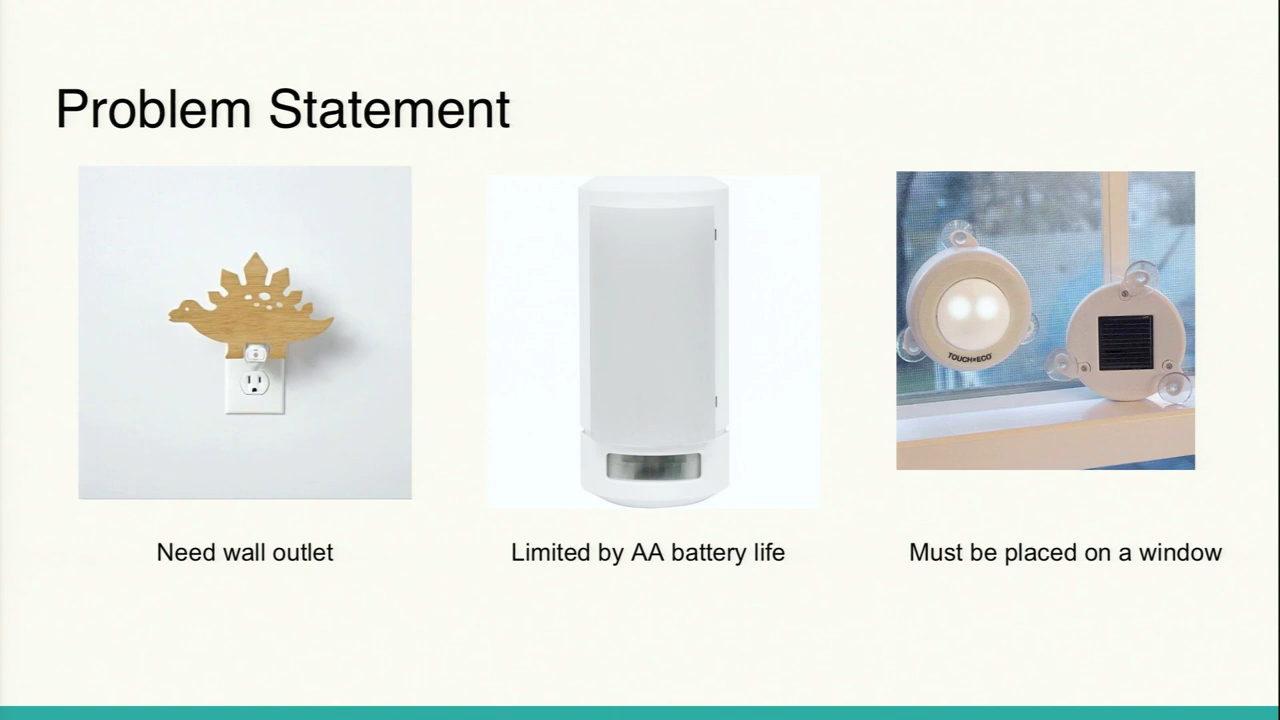 Problem Statement
TOUCH ECO
Need wall outlet
Limited by AA battery life
Must be placed on a window